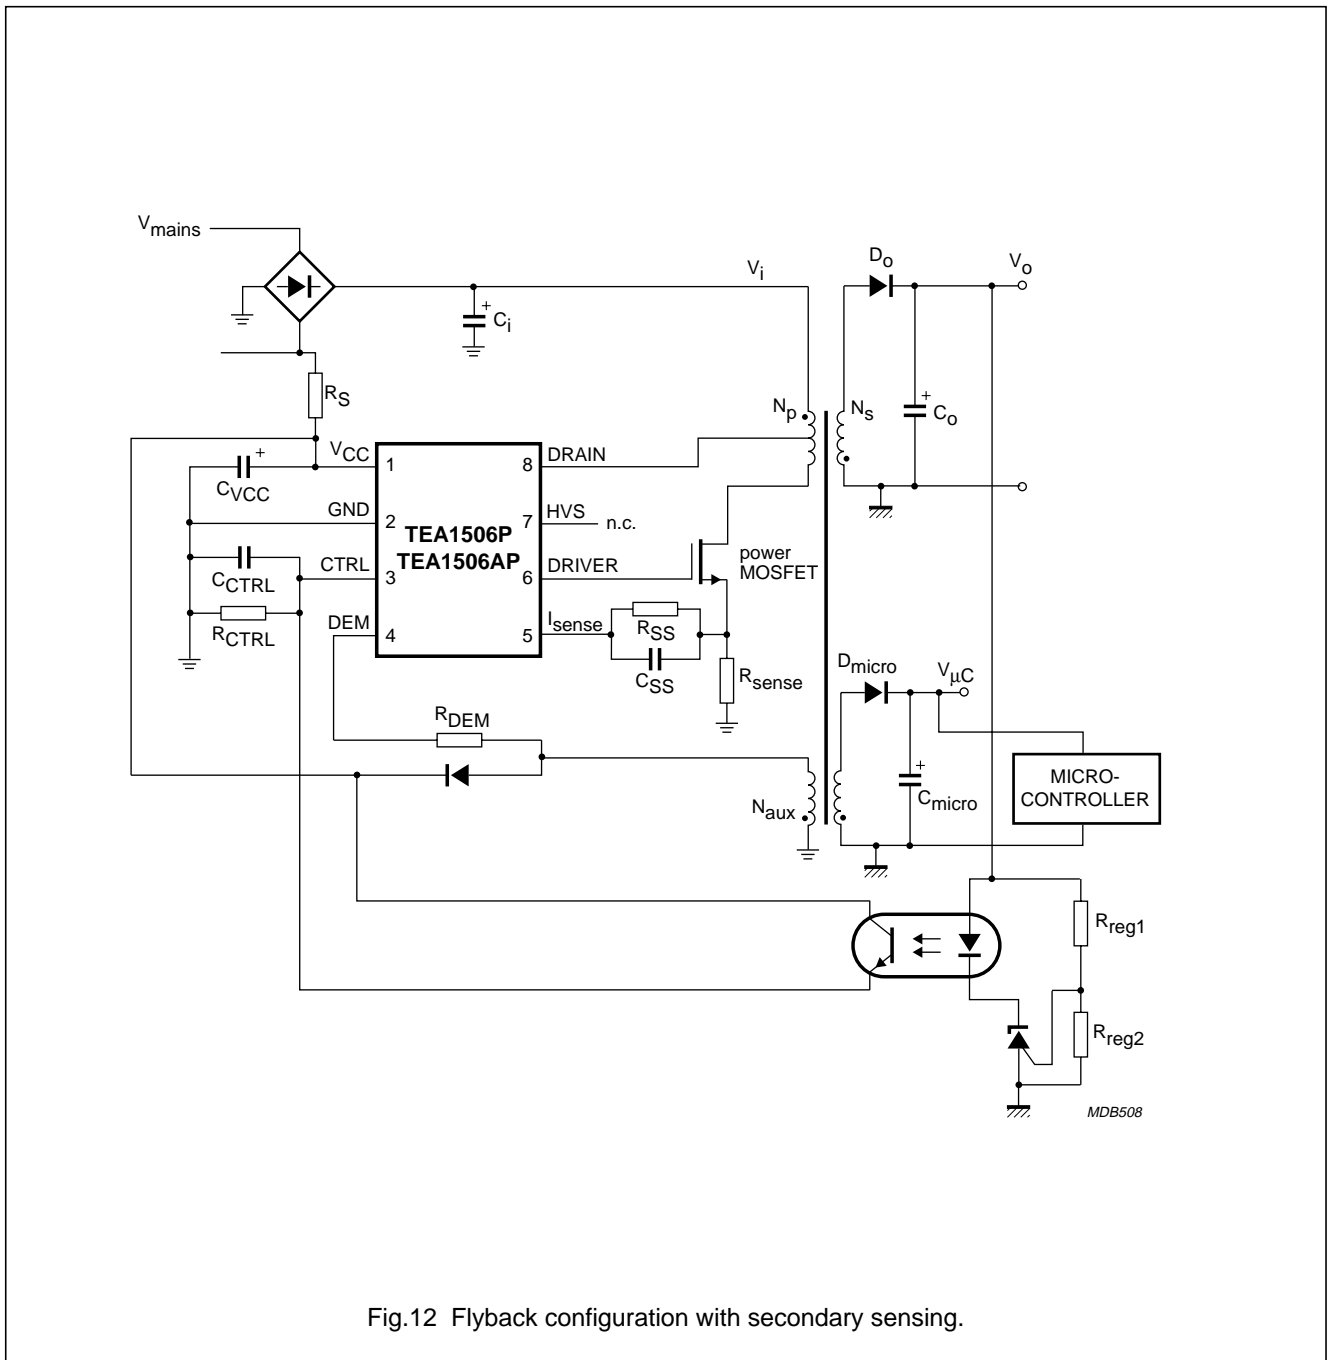 Vmains
Vi
Do
Vo
+
Ci
RS
Np
Ns
+
Co
VCC
+
CVCC
1
8
DRAIN
GND
2
7
HVS
n.c.
TEA1506P
TEA1506AP
CTRL
3
6
DRIVER
power
MOSFET
CCTRL
RCTRL
DEM
4
5
Isense
RSS
CSS
Rsense
Dmicro
VμC
RDEM
+
Cmicro
MICRO-
CONTROLLER
Naux
Rreg1
Rreg2
MDB508
Fig.12 Flyback configuration with secondary sensing.